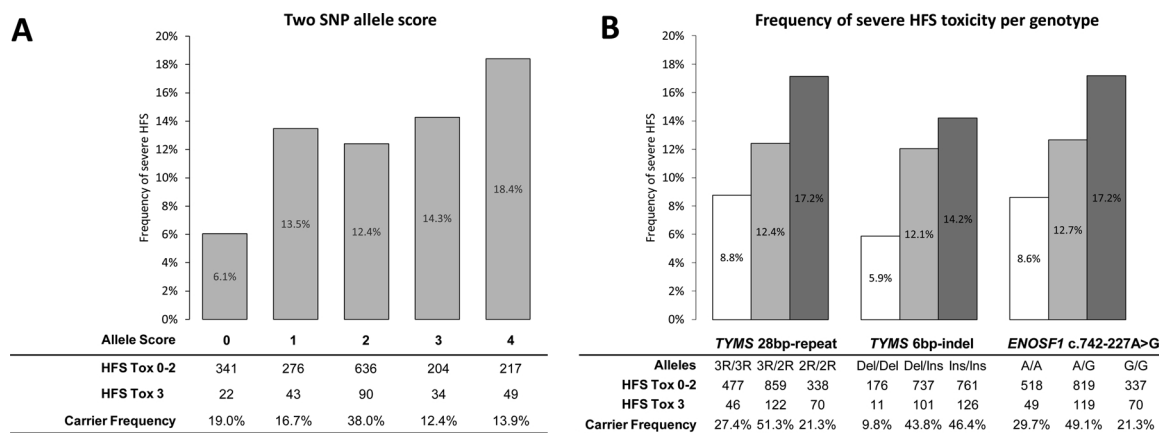 A
Two SNP allele score
Frequency of severe HFS
20%
18%
16%
14%
12%
10%
8%
6%
4%
2%
0%
6.1%
13.5%
12.4%
14.3%
18.4%
Allele Score 0 1 2 3 4
HFS Tox 0-2 341 276 636 204 217
HFS Tox 3 22 43 90 34 49
Carrier Frequency 19.0% 16.7% 38.0% 12.4% 13.9%
B
Frequency of severe HFS toxicity per genotype
Frequency of severe HFS
20%
18%
16%
14%
12%
10%
8%
6%
4%
2%
0%
8.8%
12.4%
17.2%
5.9%
12.1%
14.2%
8.6%
12.7%
17.2%
TYMS 28bp-repeat TYMS 6bp-indel ENOSF1 c.742-227A>G
Alleles 3R/3R 3R/2R 2R/2R Del/Del Del/Ins Ins/Ins A/A A/G G/G
HFS Tox 0-2 477 859 338 176 737 761 518 819 337
HFS Tox 3 46 122 70 11 101 126 49 119 70
Carrier Frequency 27.4% 51.3% 21.3% 9.8% 43.8% 46.4% 29.7% 49.1% 21.3%